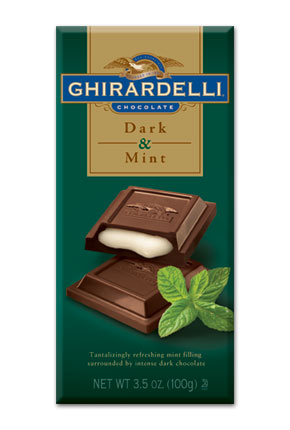 GHIRARDELLI
CHOCOLATE
Dark
&
Mint
Tantalizingly refreshing mint filling
surrounded by intense dark chocolate
NET WT 3.5 oz. (100g)